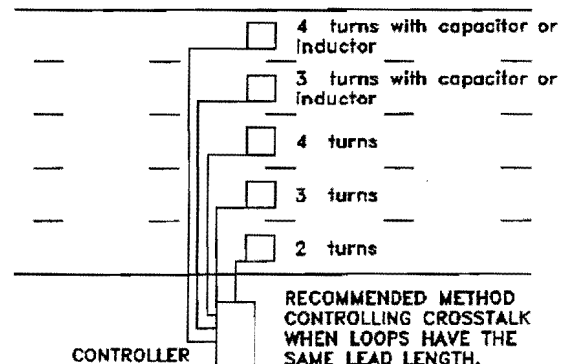 4 turns with capacitor or
inductor
3 turns with capacitor or
inductor
4 turns
3 turns
2 turns
RECOMMENDED METHOD
CONTROLLING CROSSTALK
WHEN LOOPS HAVE THE
SAME LEAD LENGTH.
CONTROLLER